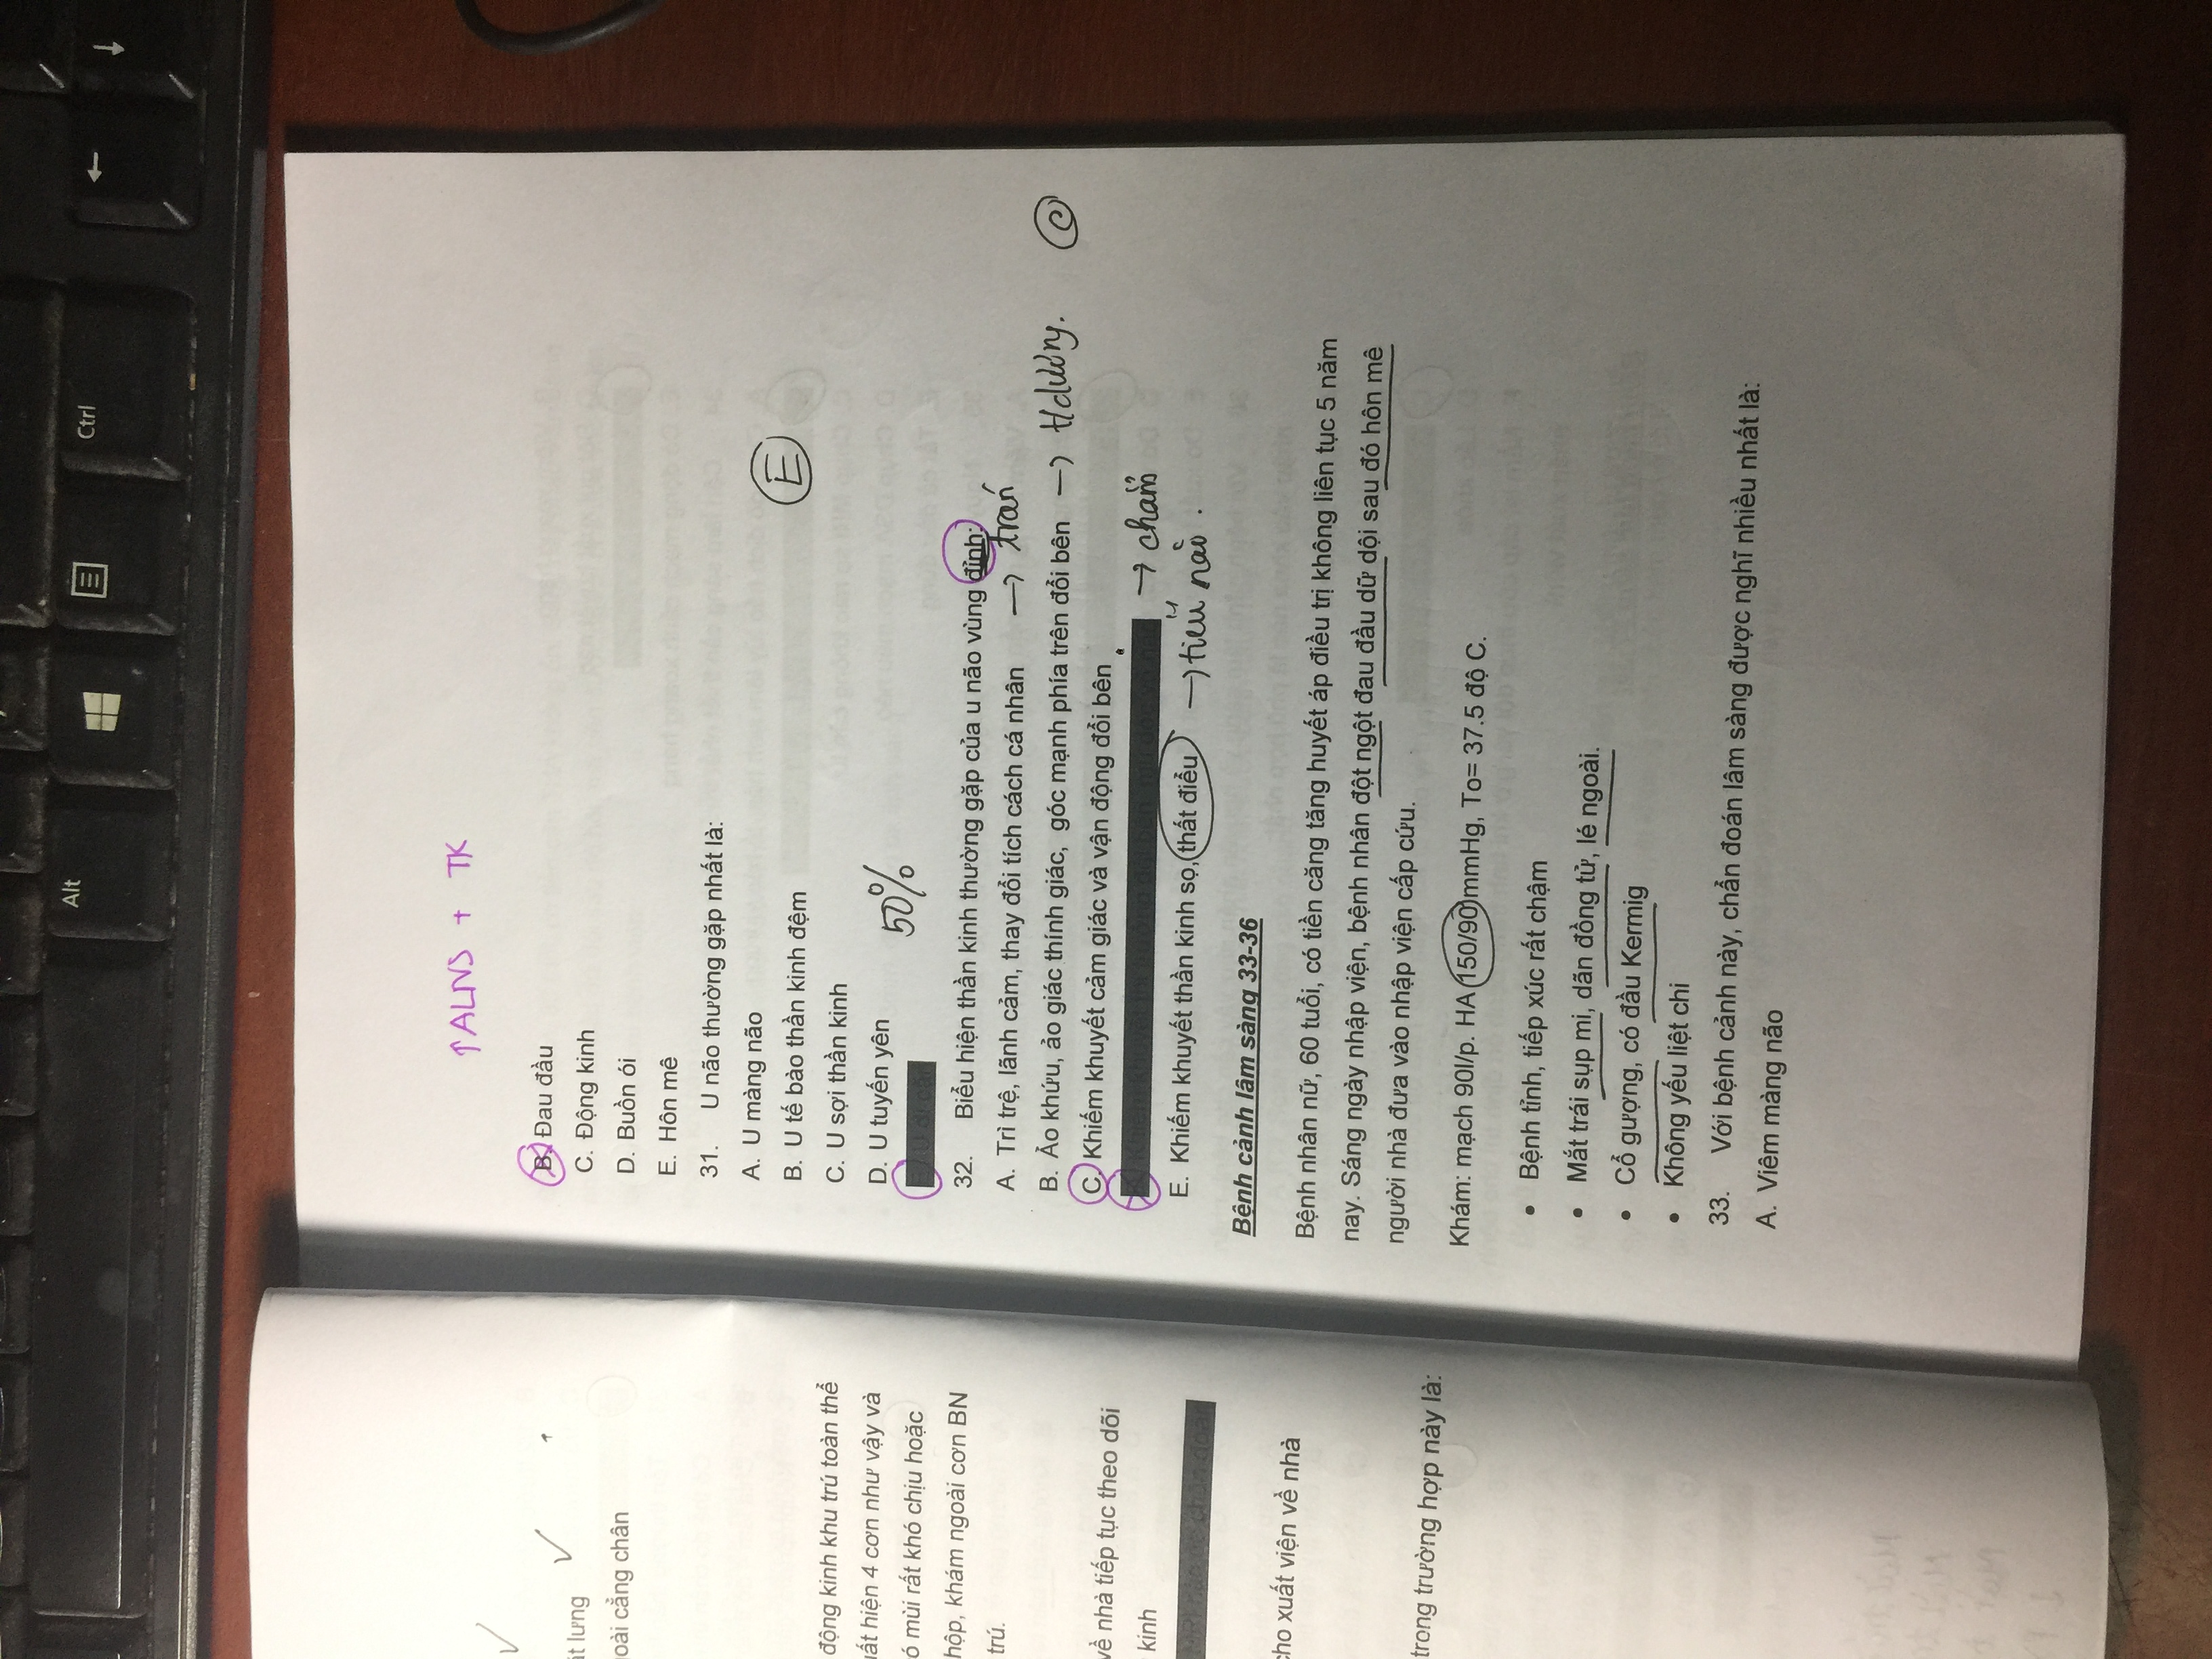 Alt
Ctrl
↑ALNS + TK
B. Đau đầu
C. Động kinh
D. Buồn ói
E. Hôn mê
31. U não thường gặp nhất là:
A. U màng não
B. U tế bào thần kinh đệm
C. U sợi thần kinh
D. U tuyến yên
50%
E
E. U di căn
32. Biểu hiện thần kinh thường gặp của u não vùng đỉnh:
A. Trì trệ, lãnh cảm, thay đổi tích cách cá nhân → trán
B. Ảo khứu, ảo giác thính giác, góc mạnh phía trên đối bên → t/dương.
C
C. Khiếm khuyết cảm giác và vận động đối bên
→ chẩm
E. Khiếm khuyết thần kinh sọ, thất điều → tiểu não.
Bệnh cảnh lâm sàng 33-36
Bệnh nhân nữ, 60 tuổi, có tiền căng tăng huyết áp điều trị không liên tục 5 năm
nay. Sáng ngày nhập viện, bệnh nhân đột ngột đau đầu dữ dội sau đó hôn mê
người nhà đưa vào nhập viện cấp cứu.
Khám: mạch 90l/p. HA 150/90mmHg, To= 37.5 độ C.
• Bệnh tỉnh, tiếp xúc rất chậm
• Mắt trái sụp mi, dãn đồng tử, lé ngoài.
• Cổ gượng, có đầu Kermig
• Không yếu liệt chi
33. Với bệnh cảnh này, chẩn đoán lâm sàng được nghĩ nhiều nhất là:
A. Viêm màng não
lưng
cẳng chân
động kinh khu trú toàn thể
hiện 4 cơn như vậy và
mùi rất khó chịu hoặc
hộp, khám ngoài cơn BN
trú.
về nhà tiếp tục theo dõi
kinh
cho xuất viện về nhà
trong trường hợp này là: